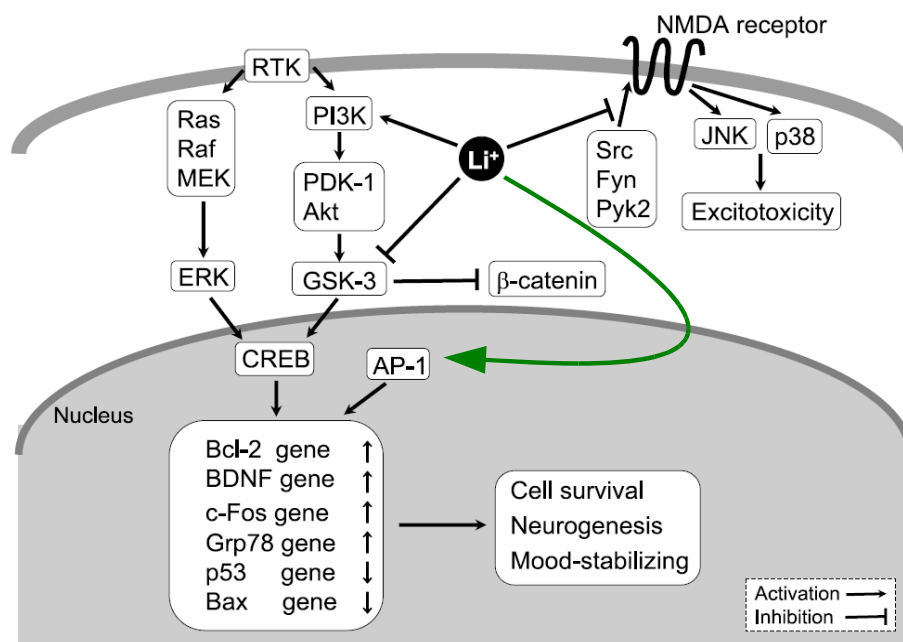 NMDA receptor
RTK
Ras
Raf
MEK
PI3K
Li⁺
Src
Fyn
Pyk2
JNK
p38
PDK-1
Akt
Excitotoxicity
ERK
GSK-3
β-catenin
CREB
AP-1
Nucleus
Bcl-2 gene ↑
BDNF gene ↑
c-Fos gene ↑
Grp78 gene ↑
p53 gene ↓
Bax gene ↓
Cell survival
Neurogenesis
Mood-stabilizing
Activation
Inhibition